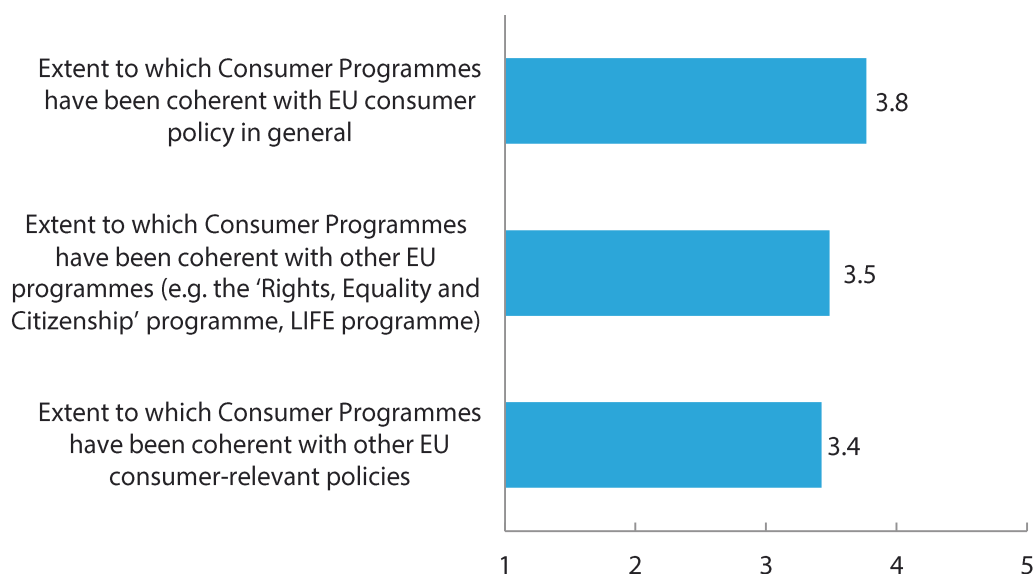 Extent to which Consumer Programmes
have been coherent with EU consumer
policy in general
3.8
Extent to which Consumer Programmes
have been coherent with other EU
programmes (e.g. the ‘Rights, Equality and
Citizenship’ programme, LIFE programme)
3.5
Extent to which Consumer Programmes
have been coherent with other EU
consumer-relevant policies
3.4
1 2 3 4 5